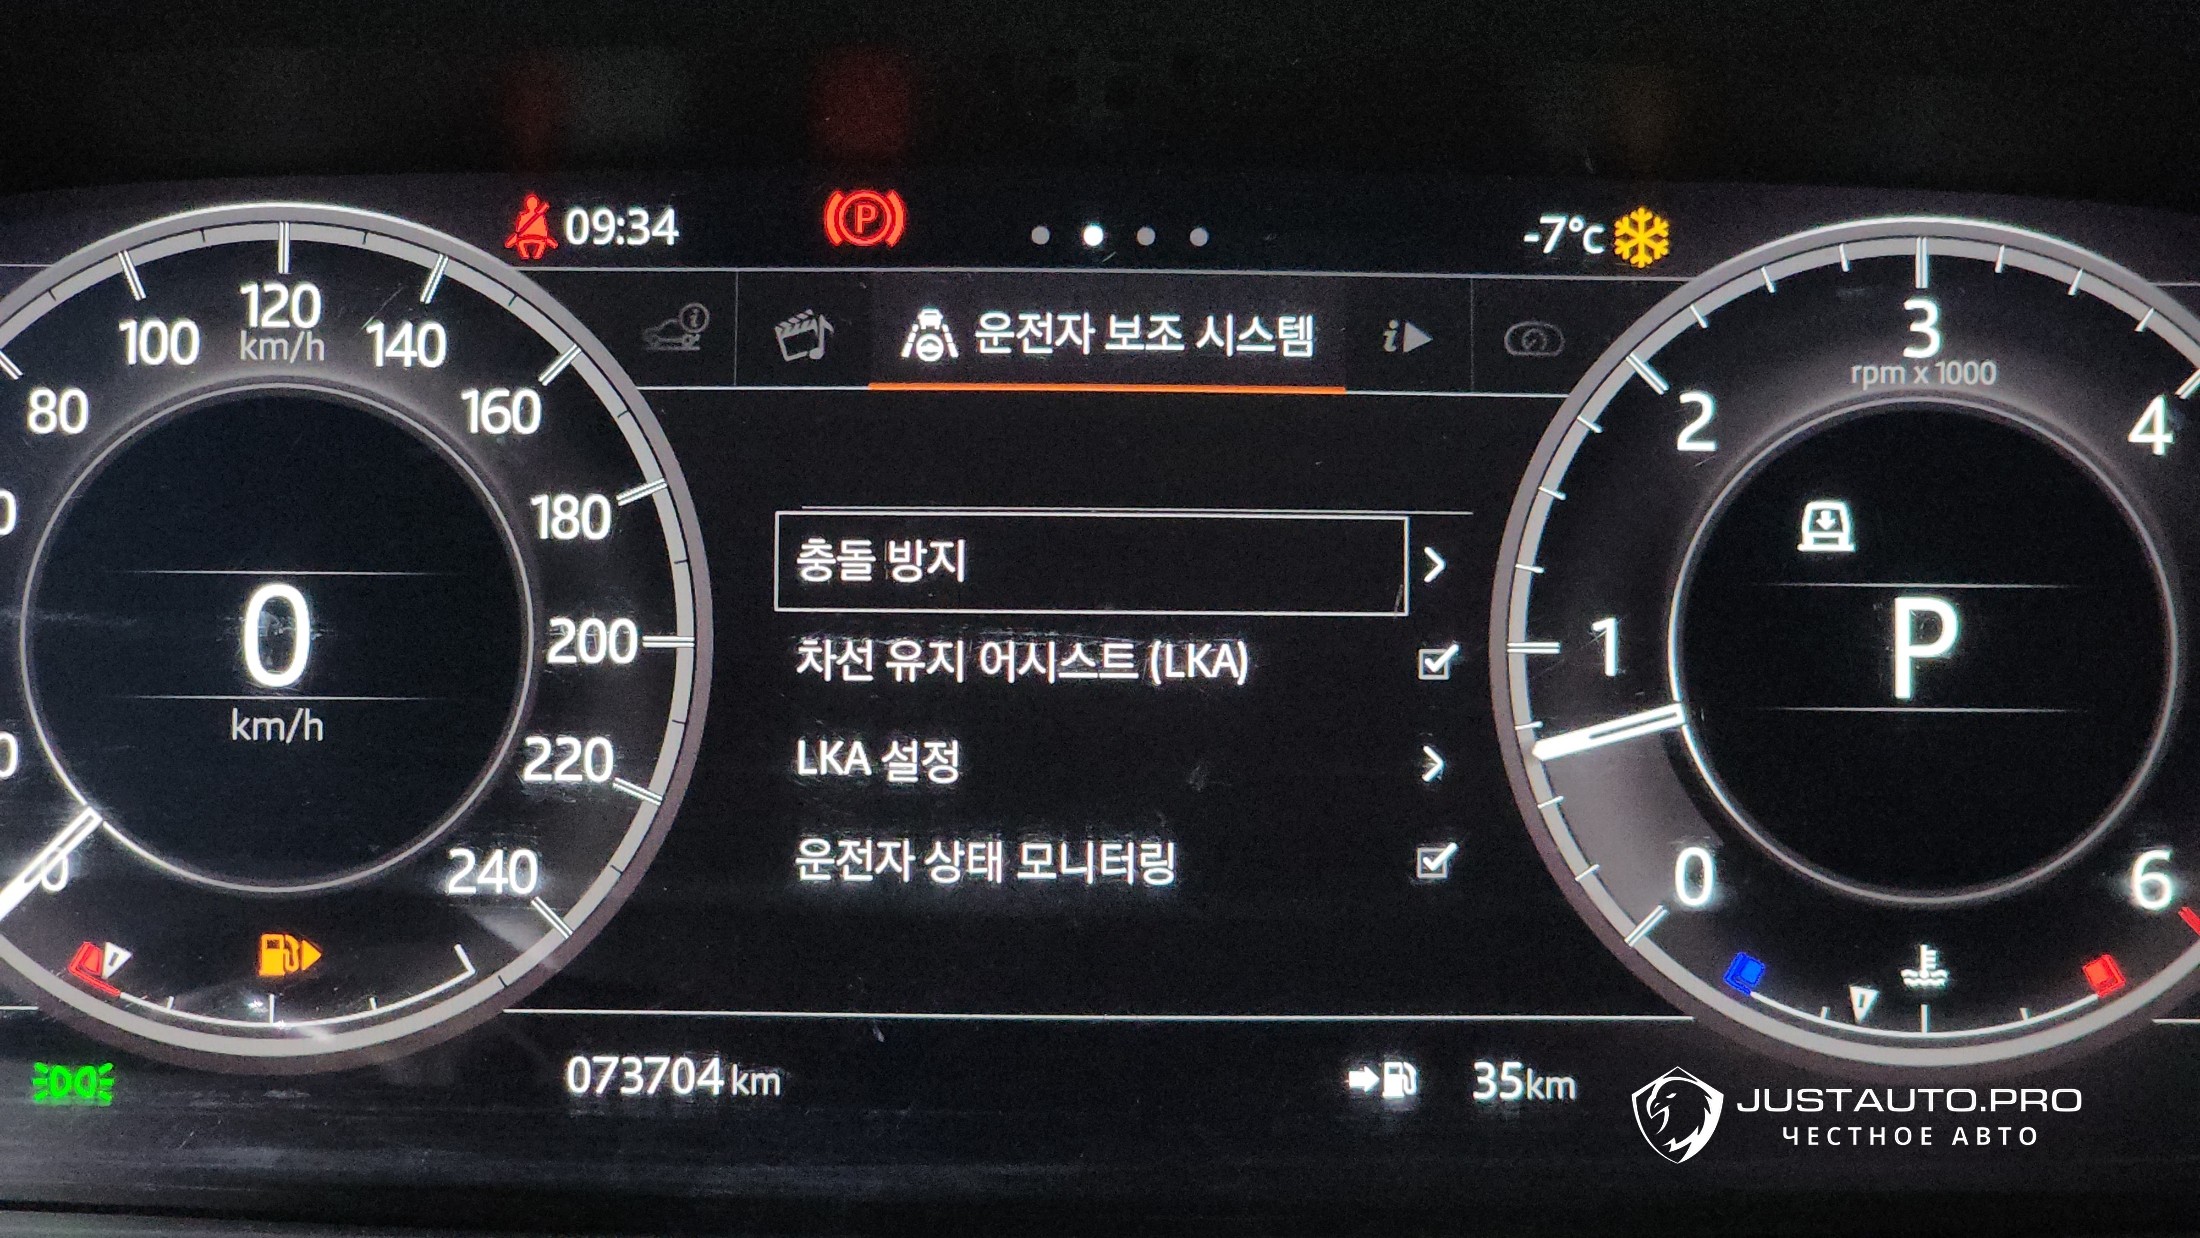 09:34
P
-7°c
운전자 보조 시스템
i
i
80
100
120
km/h
140
160
180
200
220
240
0
km/h
충돌 방지
차선 유지 어시스트 (LKA)
LKA 설정
운전자 상태 모니터링
0
1
2
3
rpm x 1000
4
6
P
073704 km
35km
JUSTAUTO.PRO
ЧЕСТНОЕ АВТО